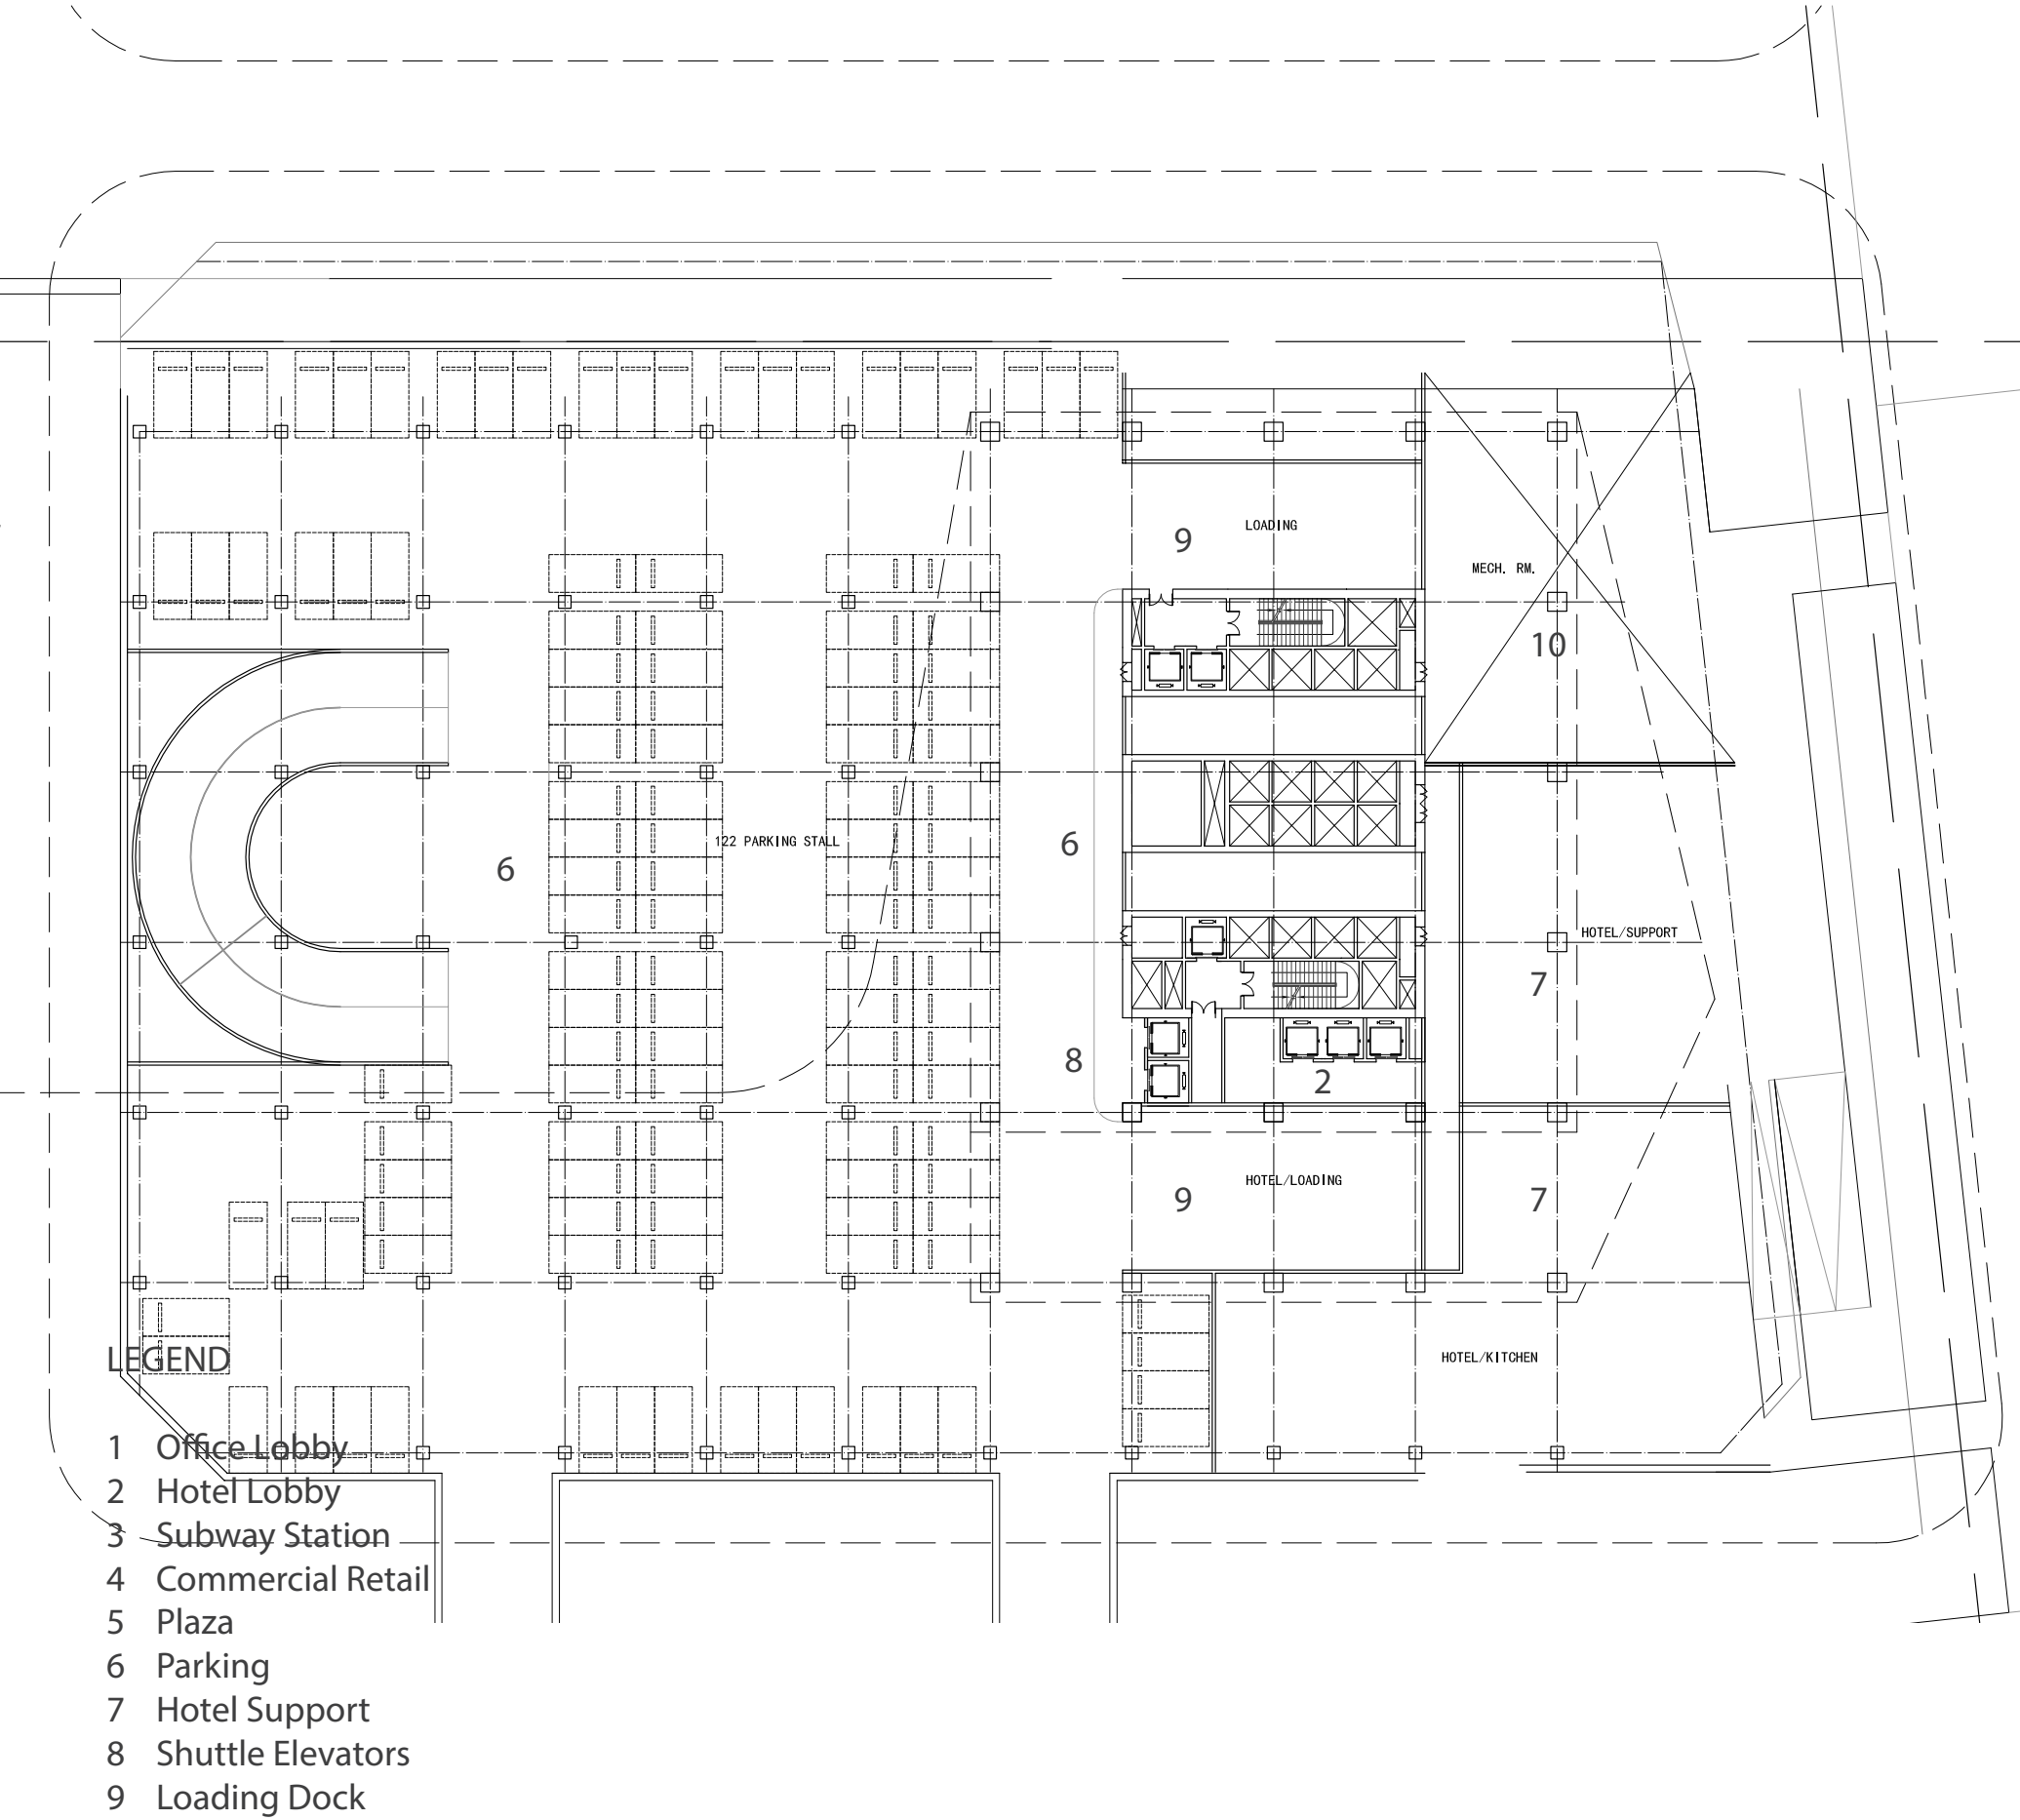 9 LOADING
MECH. RM.
10
6
122 PARKING STALL
6
HOTEL/SUPPORT
7
8
2
9
HOTEL/LOADING
7
HOTEL/KITCHEN
LEGEND
1 Office Lobby
2 Hotel Lobby
3 Subway Station
4 Commercial Retail
5 Plaza
6 Parking
7 Hotel Support
8 Shuttle Elevators
9 Loading Dock